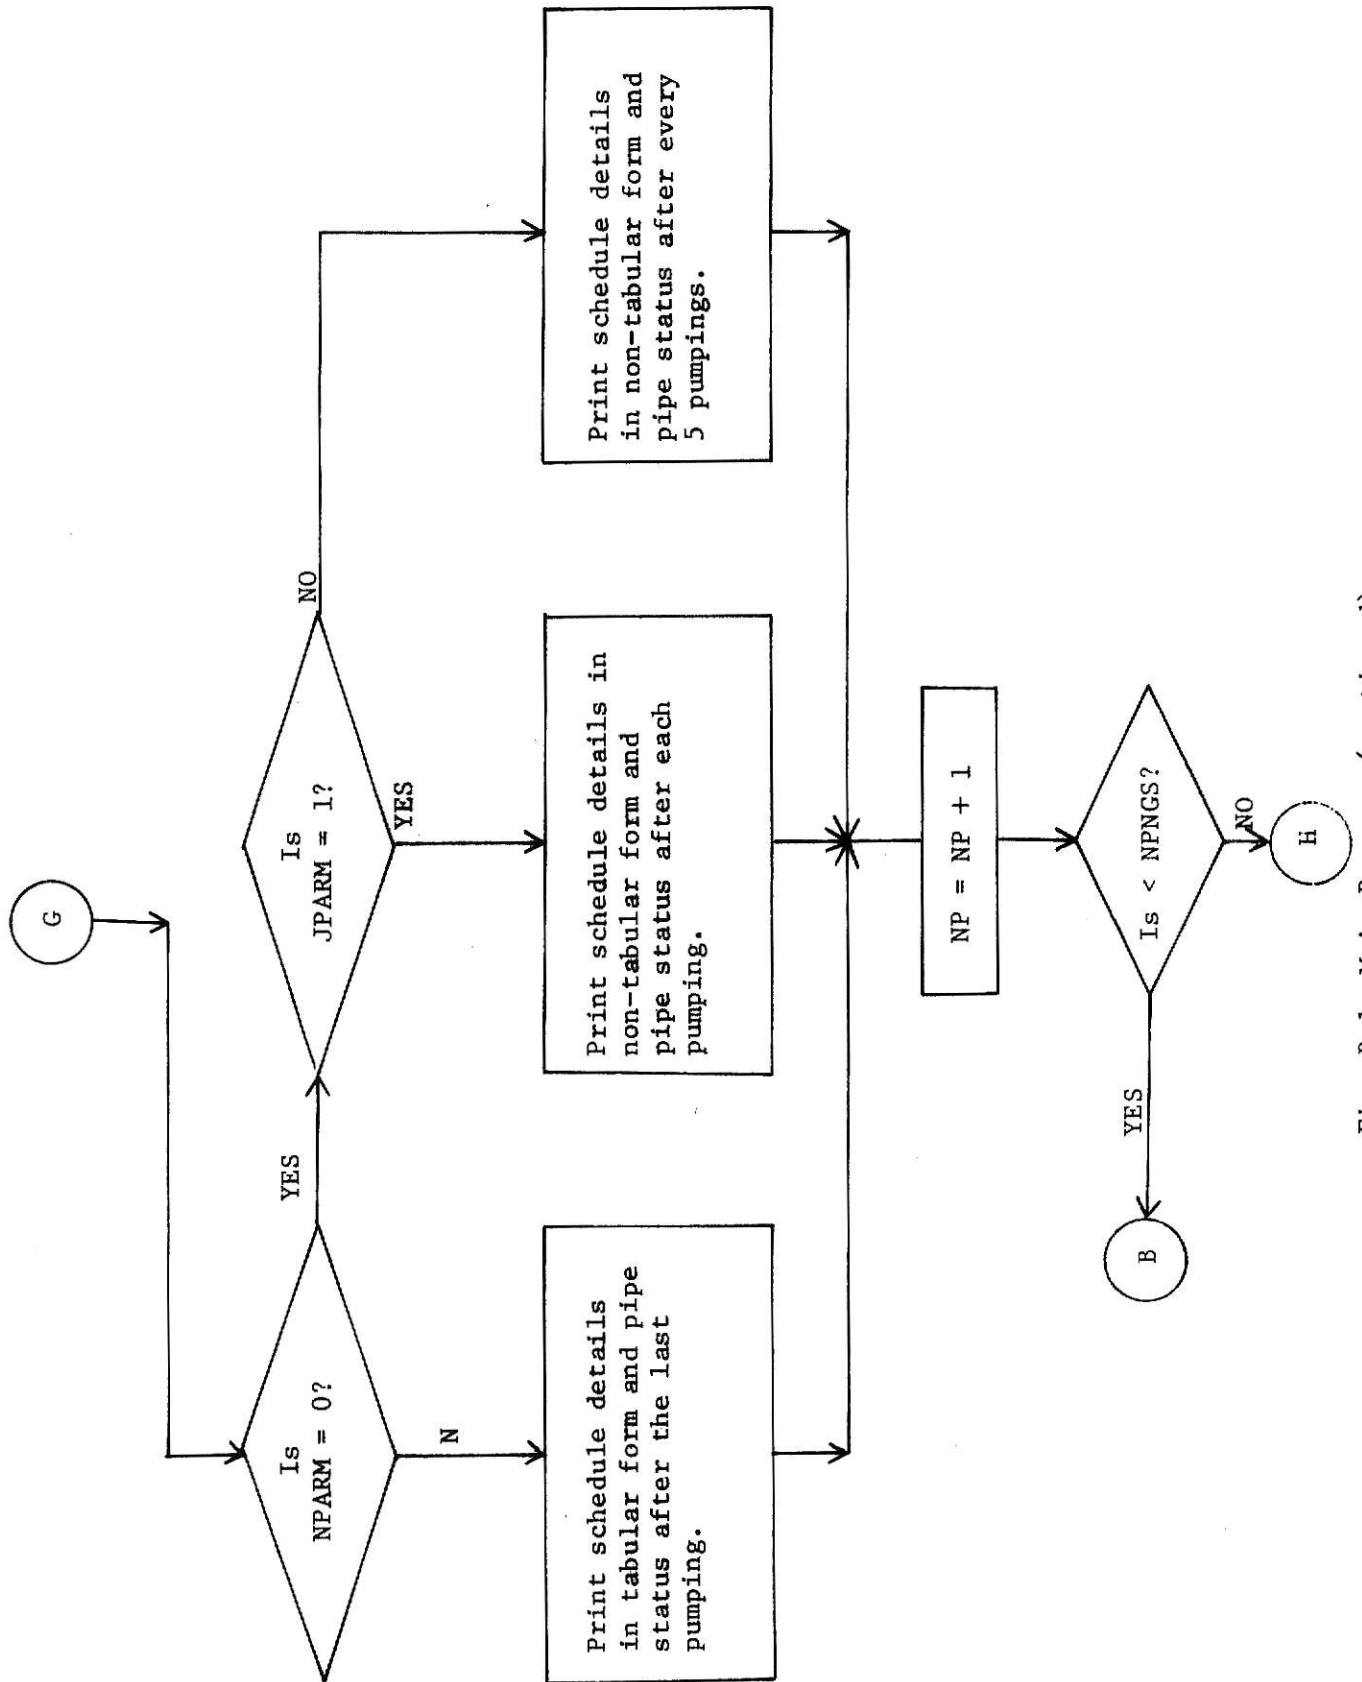 G
Is
NPARM = 0?
YES
N
Is
JPARM = 1?
YES
NO
Print schedule details
in tabular form and pipe
status after the last
pumping.
Print schedule details in
non-tabular form and
pipe status after each
pumping.
Print schedule details
in non-tabular form and
pipe status after every
5 pumpings.
NP = NP + 1
Is < NPNGS?
YES
NO
B
H